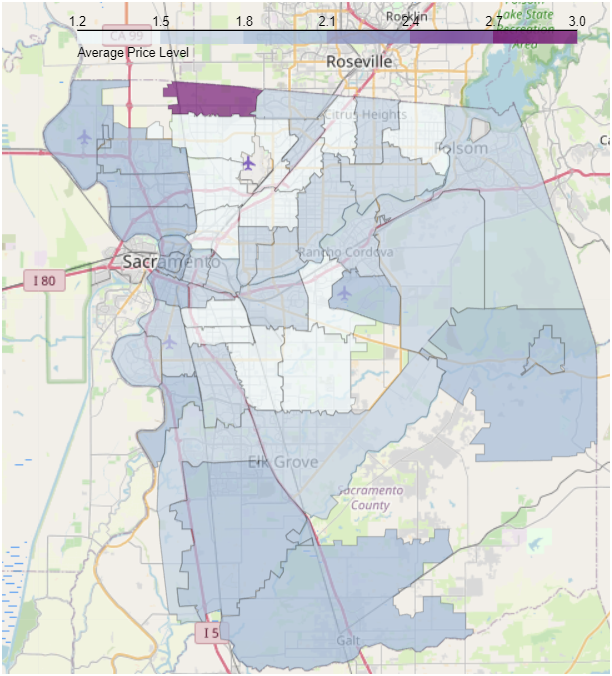 Rocklin
Folsom
Lake State
Recreation
Area
1.2 1.5 1.8 2.1 2.4 2.7 3.0
CA 99
Average Price Level
Roseville
Citrus Heights
Folsom
Rancho Cordova
Sacramento
I 80
Elk Grove
Sacramento
County
I 5
Galt